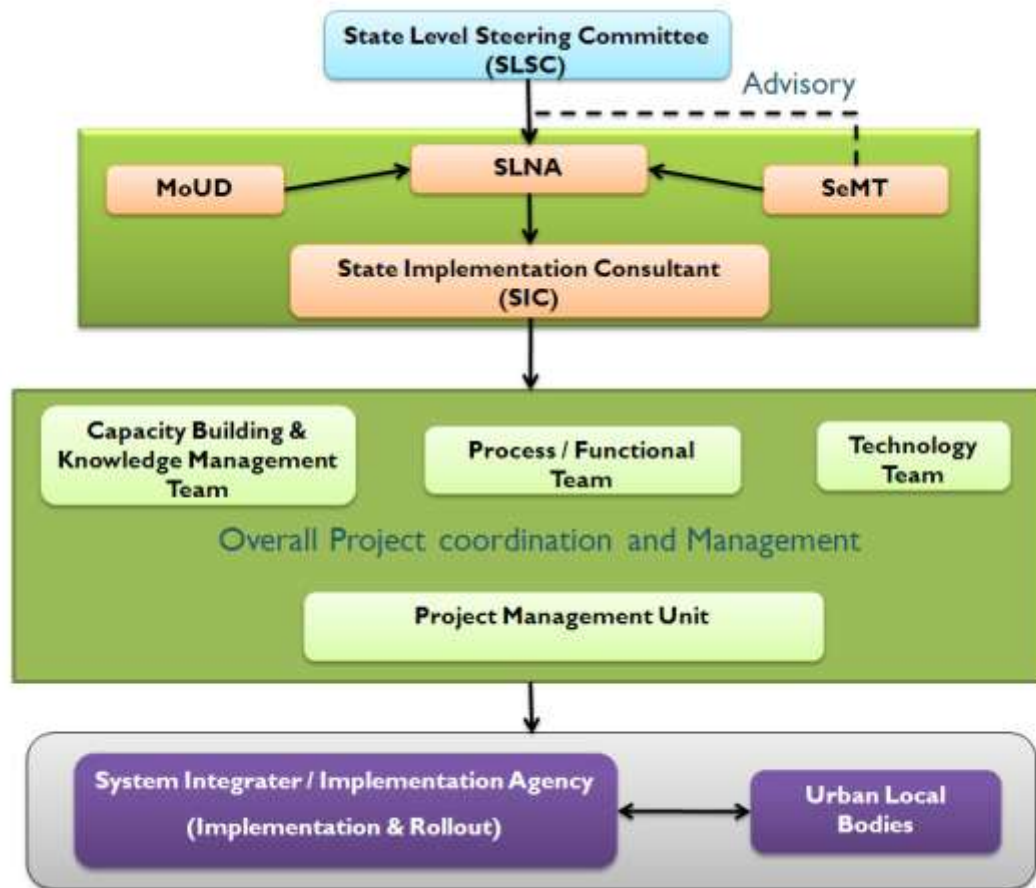 State Level Steering Committee
(SLSC)
Advisory
MoUD
SLNA
SeMT
State Implementation Consultant
(SIC)
Capacity Building &
Knowledge Management
Team
Process / Functional
Team
Technology
Team
Overall Project coordination and Management
Project Management Unit
System Integrater / Implementation Agency
(Implementation & Rollout)
Urban Local
Bodies